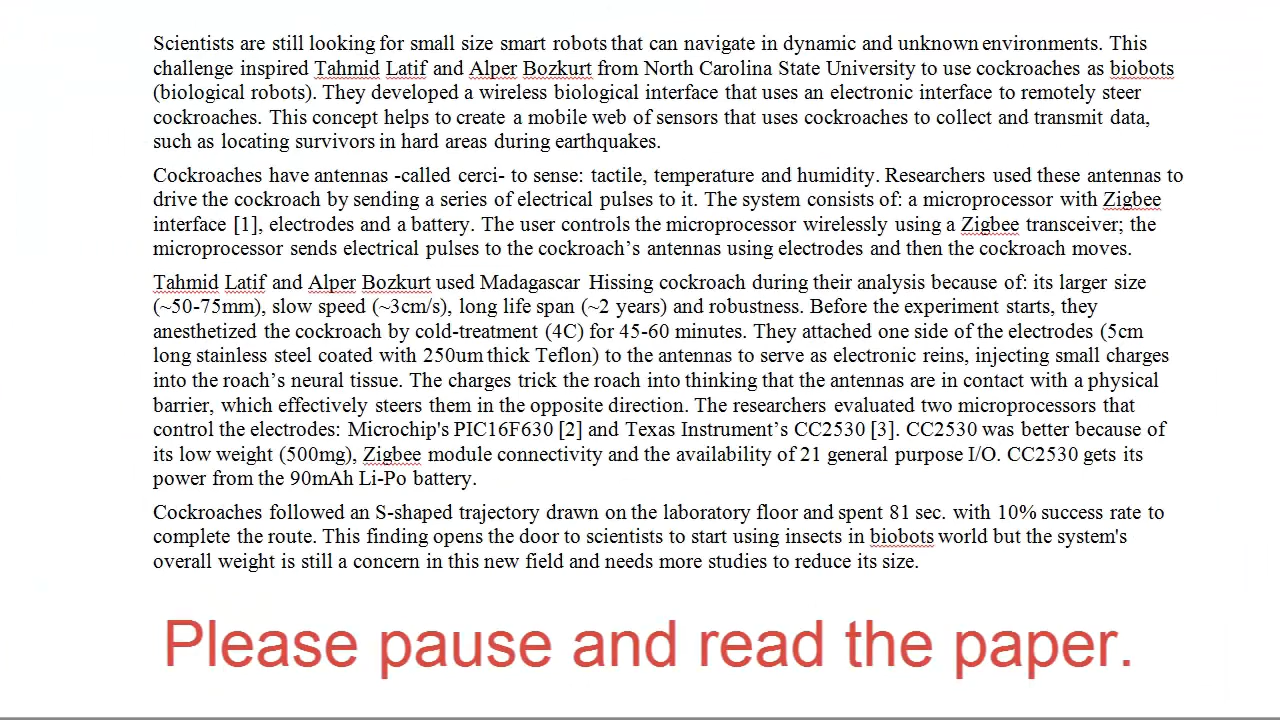 Scientists are still looking for small size smart robots that can navigate in dynamic and unknown environments. This
challenge inspired Tahmid Latif and Alper Bozkurt from North Carolina State University to use cockroaches as biobots
(biological robots). They developed a wireless biological interface that uses an electronic interface to remotely steer
cockroaches. This concept helps to create a mobile web of sensors that uses cockroaches to collect and transmit data,
such as locating survivors in hard areas during earthquakes.
Cockroaches have antennas -called cerci- to sense: tactile, temperature and humidity. Researchers used these antennas to
drive the cockroach by sending a series of electrical pulses to it. The system consists of: a microprocessor with Zigbee
interface [1], electrodes and a battery. The user controls the microprocessor wirelessly using a Zigbee transceiver; the
microprocessor sends electrical pulses to the cockroach's antennas using electrodes and then the cockroach moves.
Tahmid Latif and Alper Bozkurt used Madagascar Hissing cockroach during their analysis because of: its larger size
(~50-75mm), slow speed (~3cm/s), long life span (~2 years) and robustness. Before the experiment starts, they
anesthetized the cockroach by cold-treatment (4C) for 45-60 minutes. They attached one side of the electrodes (5cm
long stainless steel coated with 250um thick Teflon) to the antennas to serve as electronic reins, injecting small charges
into the roach's neural tissue. The charges trick the roach into thinking that the antennas are in contact with a physical
barrier, which effectively steers them in the opposite direction. The researchers evaluated two microprocessors that
control the electrodes: Microchip's PIC16F630 [2] and Texas Instrument's CC2530 [3]. CC2530 was better because of
its low weight (500mg), Zigbee module connectivity and the availability of 21 general purpose I/O. CC2530 gets its
power from the 90mAh Li-Po battery.
Cockroaches followed an S-shaped trajectory drawn on the laboratory floor and spent 81 sec. with 10% success rate to
complete the route. This finding opens the door to scientists to start using insects in biobots world but the system's
overall weight is still a concern in this new field and needs more studies to reduce its size.
Please pause and read the paper.